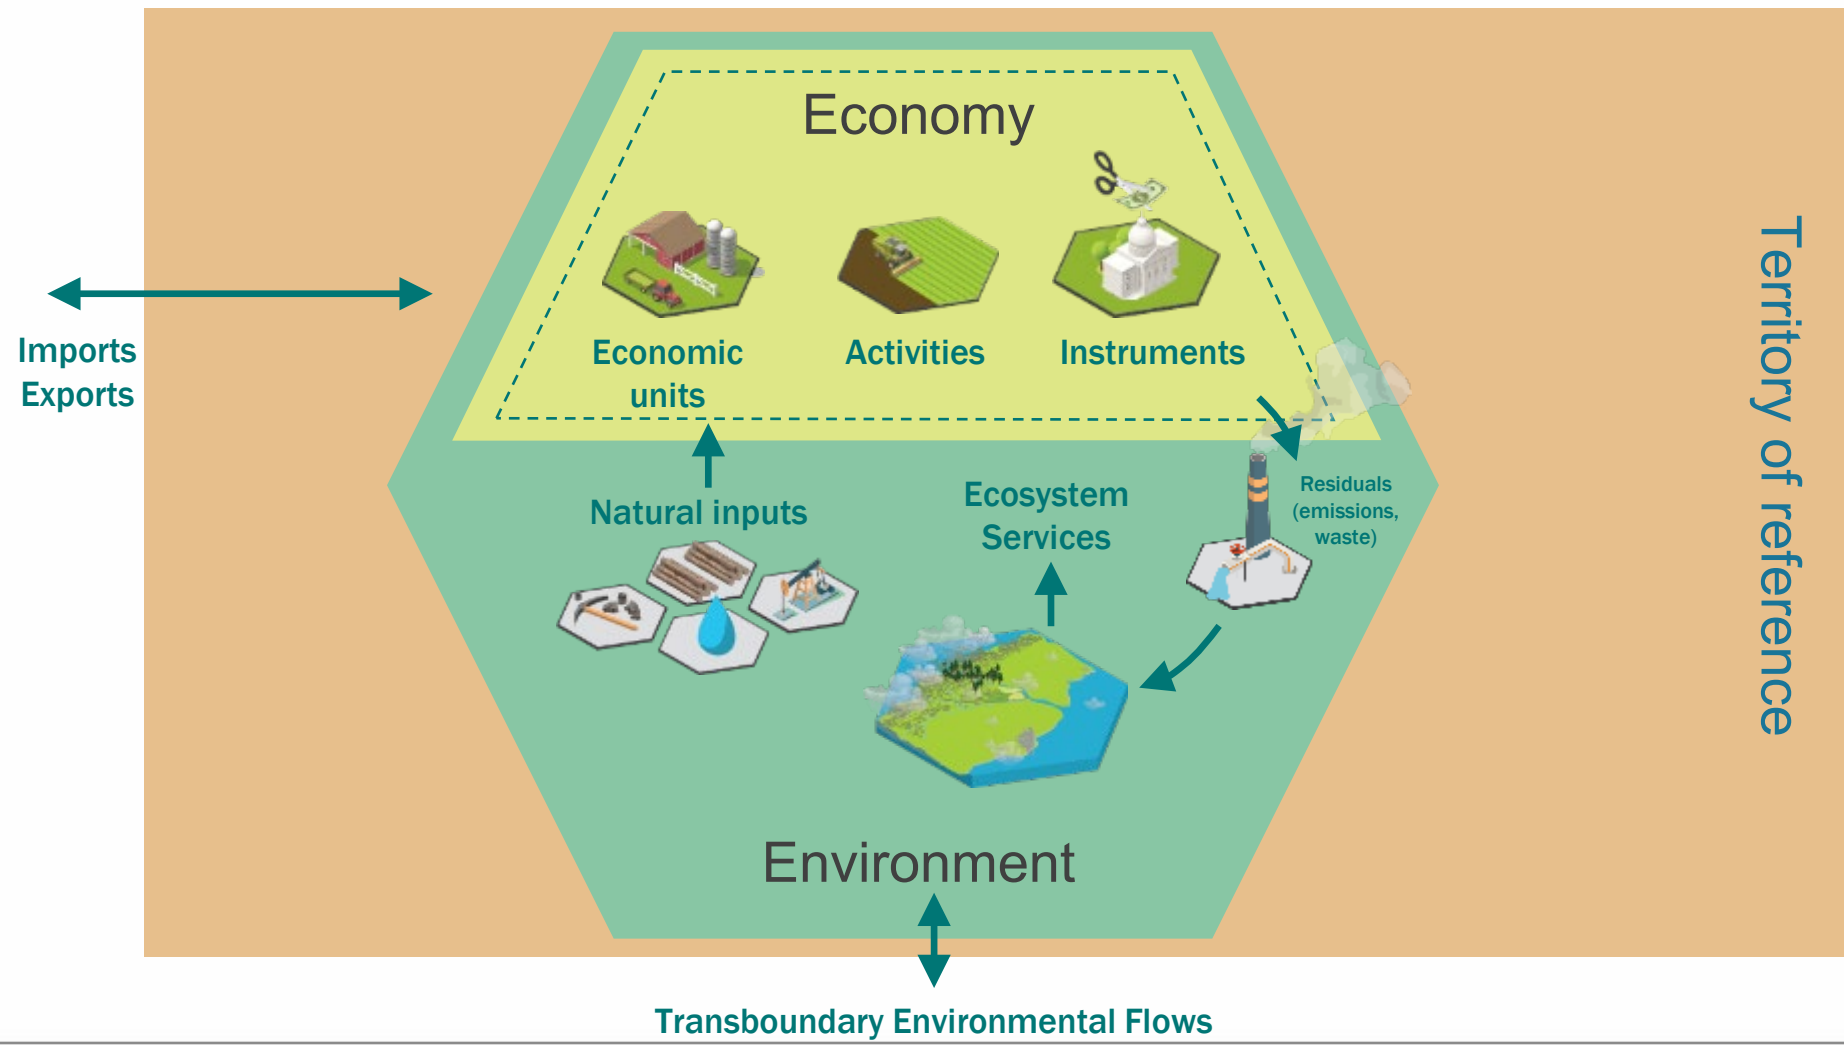 Economy
Economic
units
Activities
Instruments
Imports
Exports
Natural inputs
Ecosystem
Services
Residuals
(emissions,
waste)
Territory of reference
Environment
Transboundary Environmental Flows